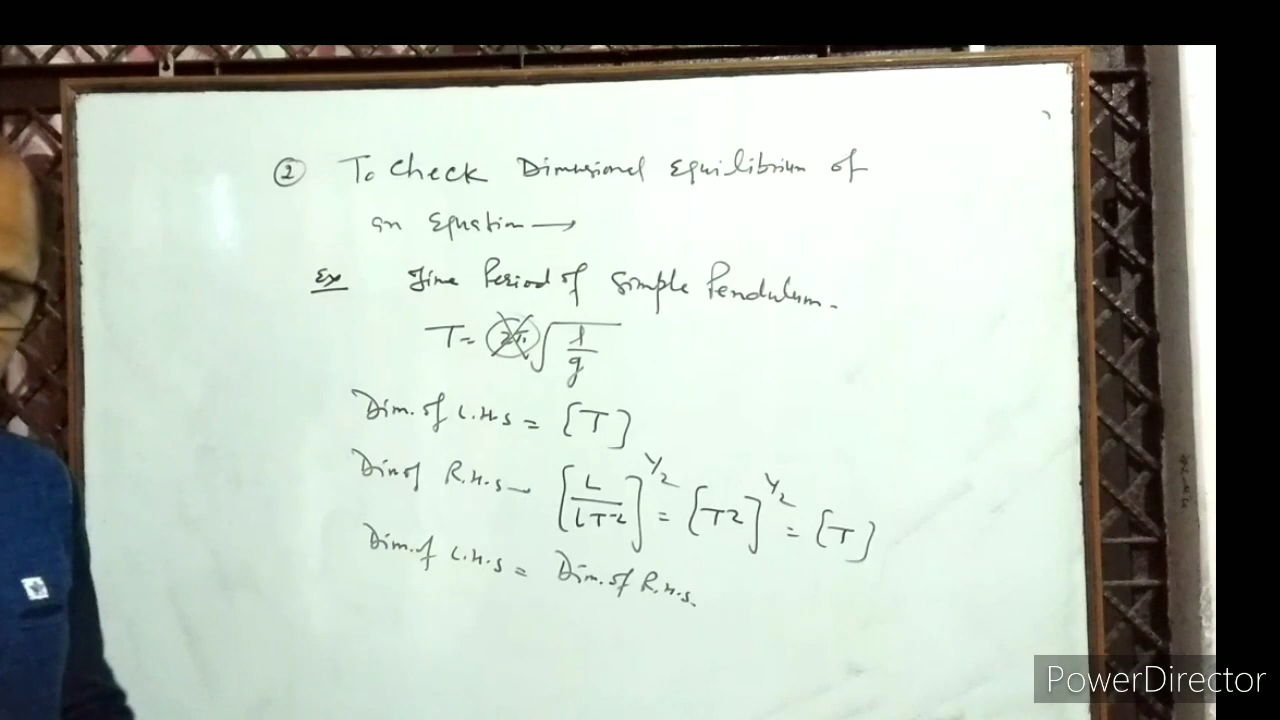 ② To Check Dimensional Equilibrium of
an Equation →
Ex Time Period of Simple Pendulum.
T = 2π √(l/g)
Dim. of L.H.S = [T]
Dim of R.H.S → [L/LT⁻²]^1/2 = [T2]^1/2 = [T]
Dim. of L.H.S = Dim. of R.H.S.
PowerDirector